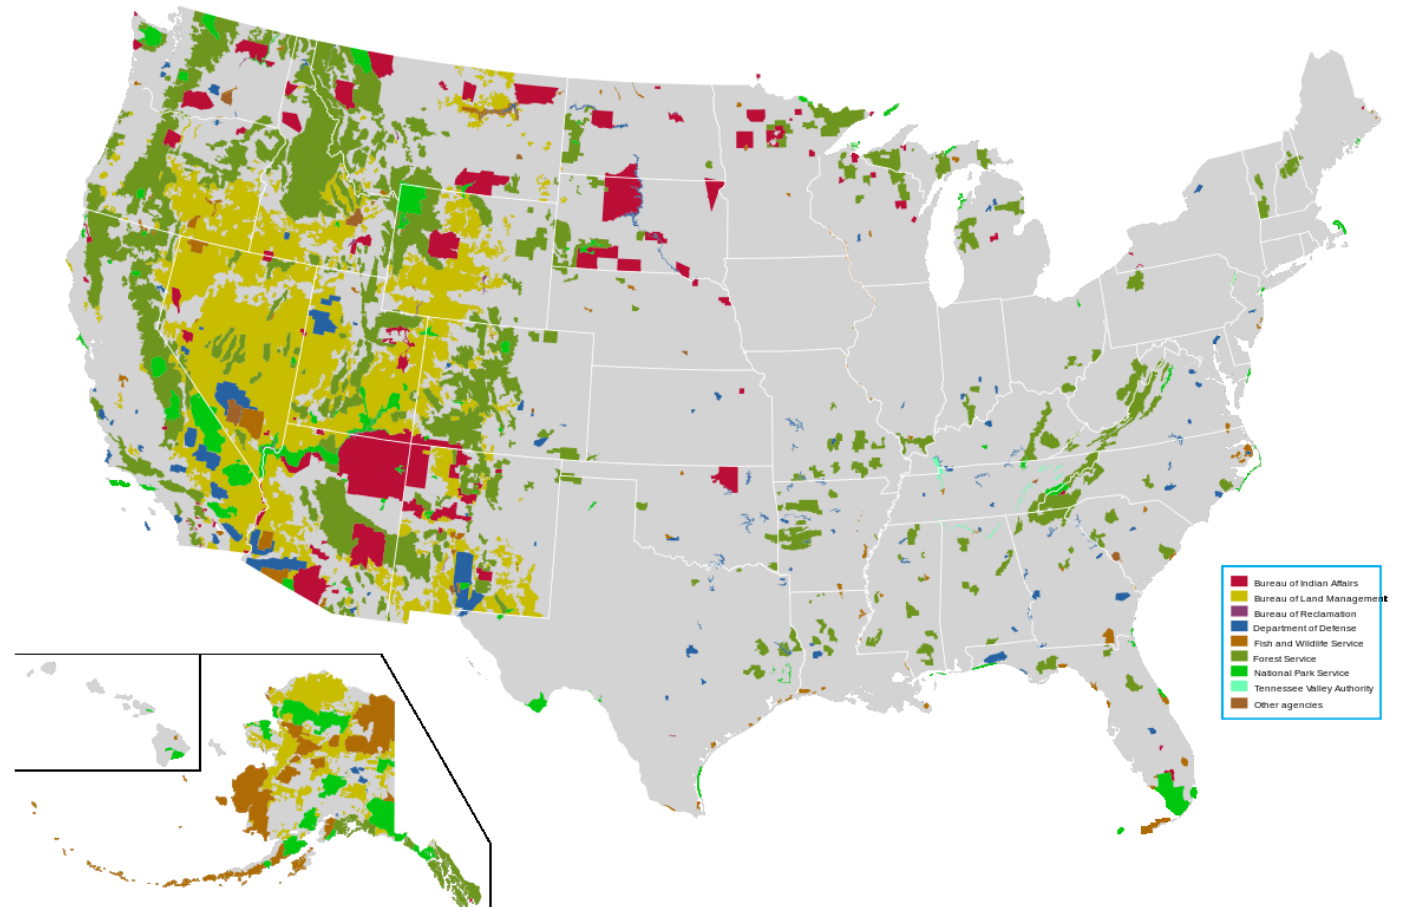 Bureau of Indian Affairs
Bureau of Land Management
Bureau of Reclamation
Department of Defense
Fish and Wildlife Service
Forest Service
National Park Service
Tennessee Valley Authority
Other agencies